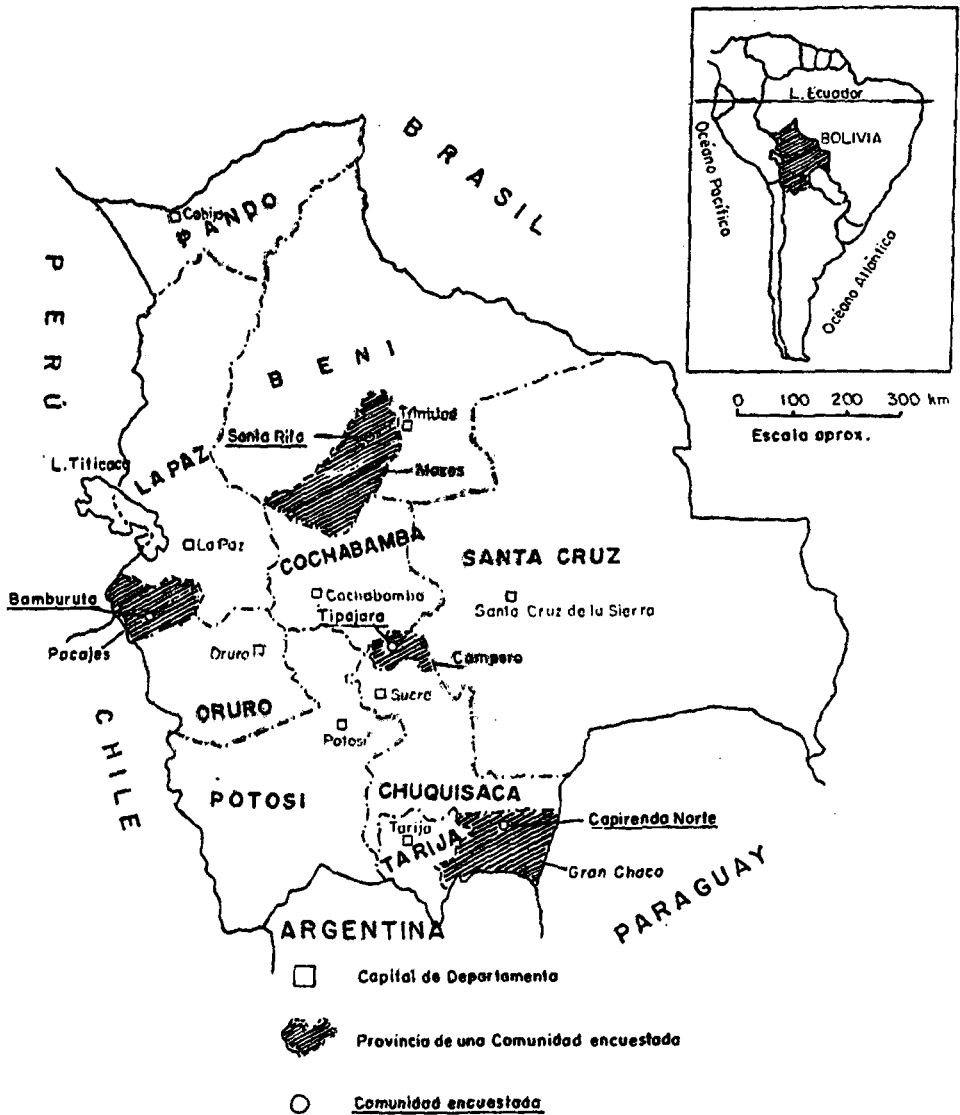 BRASIL
L. Ecuador
BOLIVIA
Océano Pacífico
Océano Atlántico
0 100 200 300 km
Escala aprox.
PERÚ
Cobija
PANDO
BENI
Trinidad
Santa Rita
Moxos
L. Titicaca
LA PAZ
La Paz
COCHABAMBA
SANTA CRUZ
Cochabamba
Santa Cruz de la Sierra
Bamburuta
Tipajara
Pacajes
Oruro
Campero
Sucre
ORURO
Potosí
CHILE
POTOSI
CHUQUISACA
Tarija
TARIJA
Capirenda Norte
Gran Chaco
PARAGUAY
ARGENTINA
Capital de Departamento
Provincia de una Comunidad encuestada
Comunidad encuestada